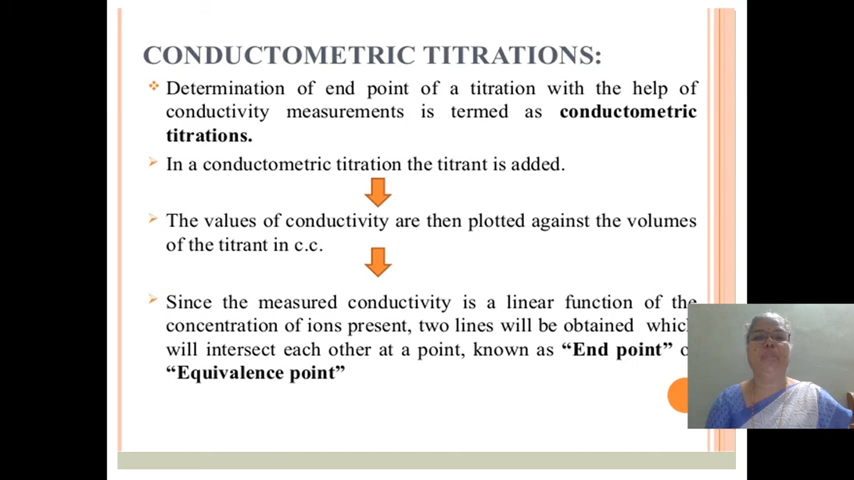 CONDUCTOMETRIC TITRATIONS:
Determination of end point of a titration with the help of
conductivity measurements is termed as conductometric
titrations.
In a conductometric titration the titrant is added.
The values of conductivity are then plotted against the volumes
of the titrant in c.c.
Since the measured conductivity is a linear function of the
concentration of ions present, two lines will be obtained
will intersect each other at a point, known as “End point”
“Equivalence point”